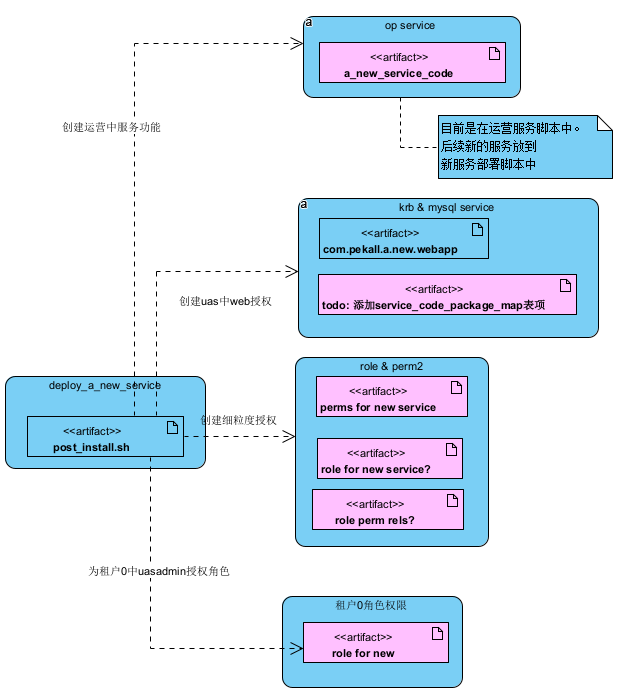 a
op service
<<artifact>>
a_new_service_code
创建运营中服务功能
目前是在运营服务脚本中。
后续新的服务放到
新服务部署脚本中
a
krb & mysql service
<<artifact>>
com.pekall.a.new.webapp
<<artifact>>
todo: 添加service_code_package_map表项
创建uas中web授权
role & perm2
<<artifact>>
perms for new service
<<artifact>>
role for new service?
<<artifact>>
role perm rels?
deploy_a_new_service
<<artifact>>
post_install.sh
创建细粒度授权
为租户0中uasadmin授权角色
租户0角色权限
<<artifact>>
role for new